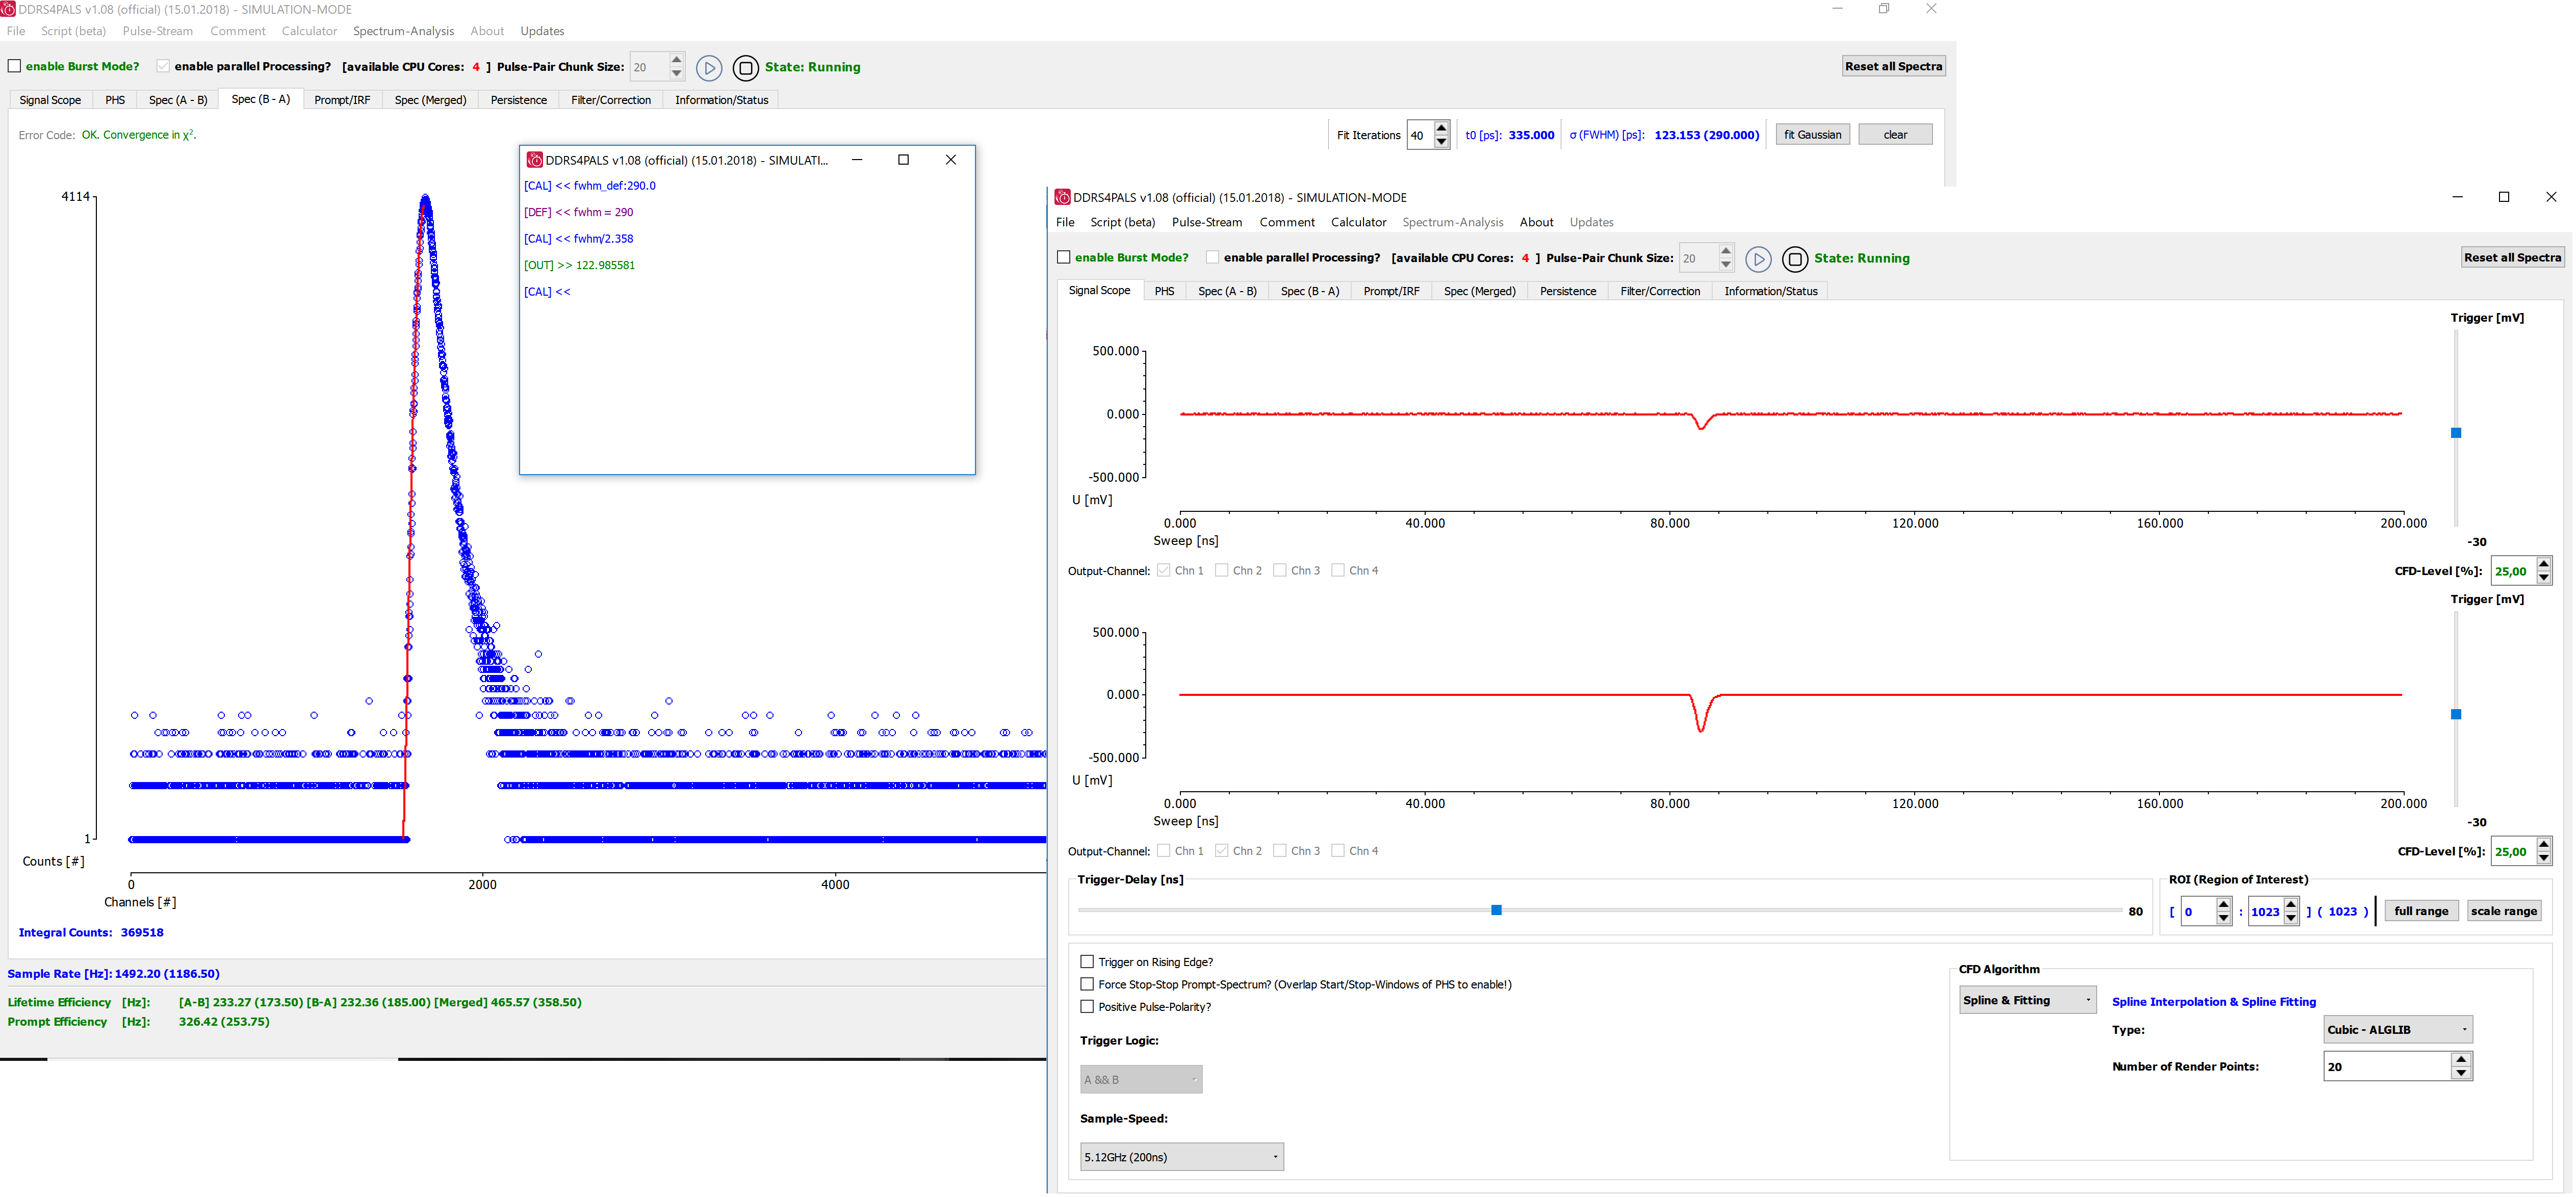 DDRS4PALS v1.08 (official) (15.01.2018) - SIMULATION-MODE
File Script (beta) Pulse-Stream Comment Calculator Spectrum-Analysis About Updates
enable Burst Mode? enable parallel Processing? [available CPU Cores: 4 ] Pulse-Pair Chunk Size: 20 State: Running Reset all Spectra
Signal Scope PHS Spec (A - B) Spec (B - A) Prompt/IRF Spec (Merged) Persistence Filter/Correction Information/Status
Error Code: OK. Convergence in χ².
Fit Iterations 40 t0 [ps]: 335.000 σ (FWHM) [ps]: 123.153 (290.000) fit Gaussian clear
4114
1
Counts [#]
0 2000 4000
Channels [#]
Integral Counts: 369518
Sample Rate [Hz]: 1492.20 (1186.50)
Lifetime Efficiency [Hz]: [A-B] 233.27 (173.50) [B-A] 232.36 (185.00) [Merged] 465.57 (358.50)
Prompt Efficiency [Hz]: 326.42 (253.75)
DDRS4PALS v1.08 (official) (15.01.2018) - SIMULATI...
[CAL] << fwhm_def:290.0
[DEF] << fwhm = 290
[CAL] << fwhm/2.358
[OUT] >> 122.985581
[CAL] <<
DDRS4PALS v1.08 (official) (15.01.2018) - SIMULATION-MODE
File Script (beta) Pulse-Stream Comment Calculator Spectrum-Analysis About Updates
enable Burst Mode? enable parallel Processing? [available CPU Cores: 4 ] Pulse-Pair Chunk Size: 20 State: Running Reset all Spectra
Signal Scope PHS Spec (A - B) Spec (B - A) Prompt/IRF Spec (Merged) Persistence Filter/Correction Information/Status
Trigger [mV]
500.000
0.000
-500.000
U [mV]
0.000 40.000 80.000 120.000 160.000 200.000
Sweep [ns]
-30
Output-Channel: Chn 1 Chn 2 Chn 3 Chn 4 CFD-Level [%]: 25,00
Trigger [mV]
500.000
0.000
-500.000
U [mV]
0.000 40.000 80.000 120.000 160.000 200.000
Sweep [ns]
-30
Output-Channel: Chn 1 Chn 2 Chn 3 Chn 4 CFD-Level [%]: 25,00
Trigger-Delay [ns]
80
ROI (Region of Interest)
[ 0 : 1023 ] ( 1023 ) full range scale range
Trigger on Rising Edge?
Force Stop-Stop Prompt-Spectrum? (Overlap Start/Stop-Windows of PHS to enable!)
Positive Pulse-Polarity?
Trigger Logic:
A && B
Sample-Speed:
5.12GHz (200ns)
CFD Algorithm
Spline & Fitting Spline Interpolation & Spline Fitting
Type: Cubic - ALGLIB
Number of Render Points: 20